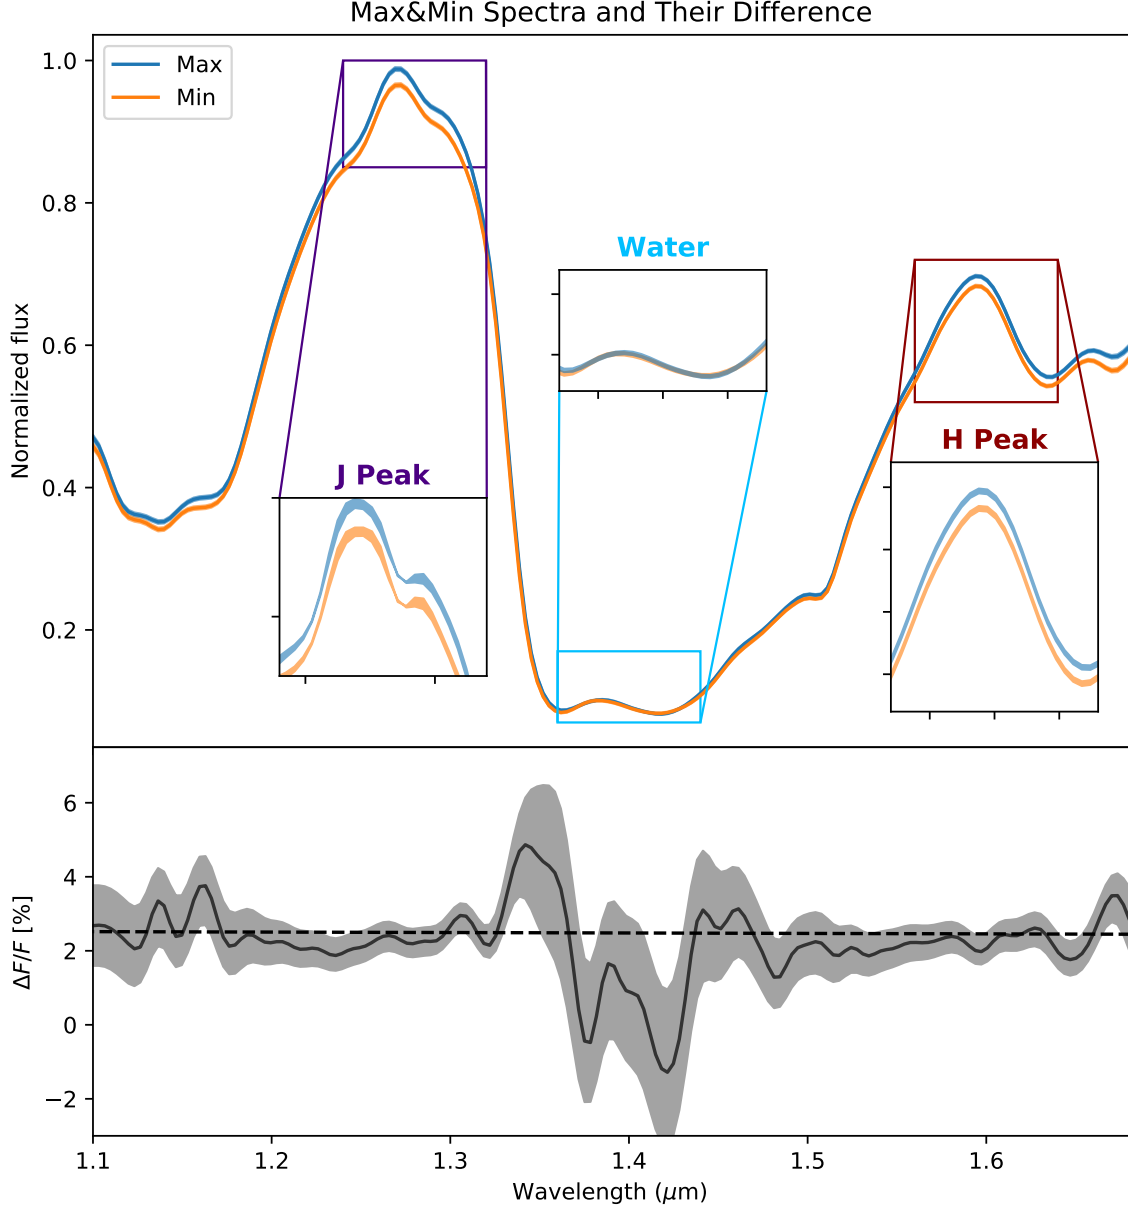 Max&Min Spectra and Their Difference
Max
Min
Normalized flux
1.0
0.8
0.6
0.4
0.2
J Peak
Water
H Peak
ΔF/F [%]
6
4
2
0
−2
1.1 1.2 1.3 1.4 1.5 1.6
Wavelength (μm)